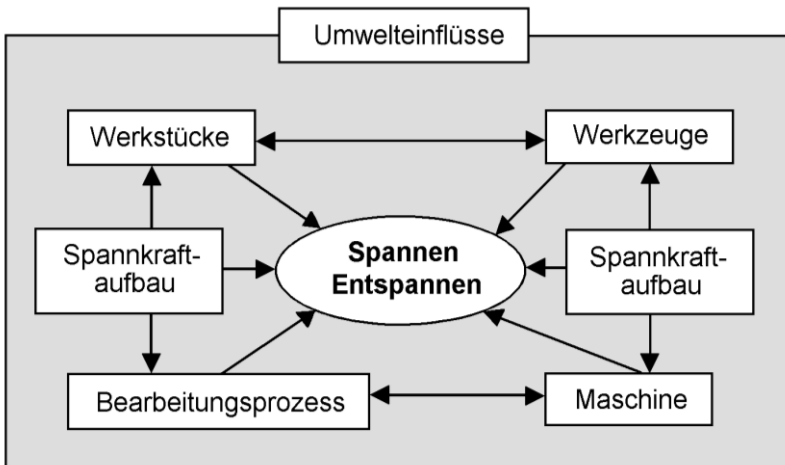 Umwelteinflüsse
Werkstücke
Werkzeuge
Spannkraft-
aufbau
Spannen
Entspannen
Spannkraft-
aufbau
Bearbeitungsprozess
Maschine